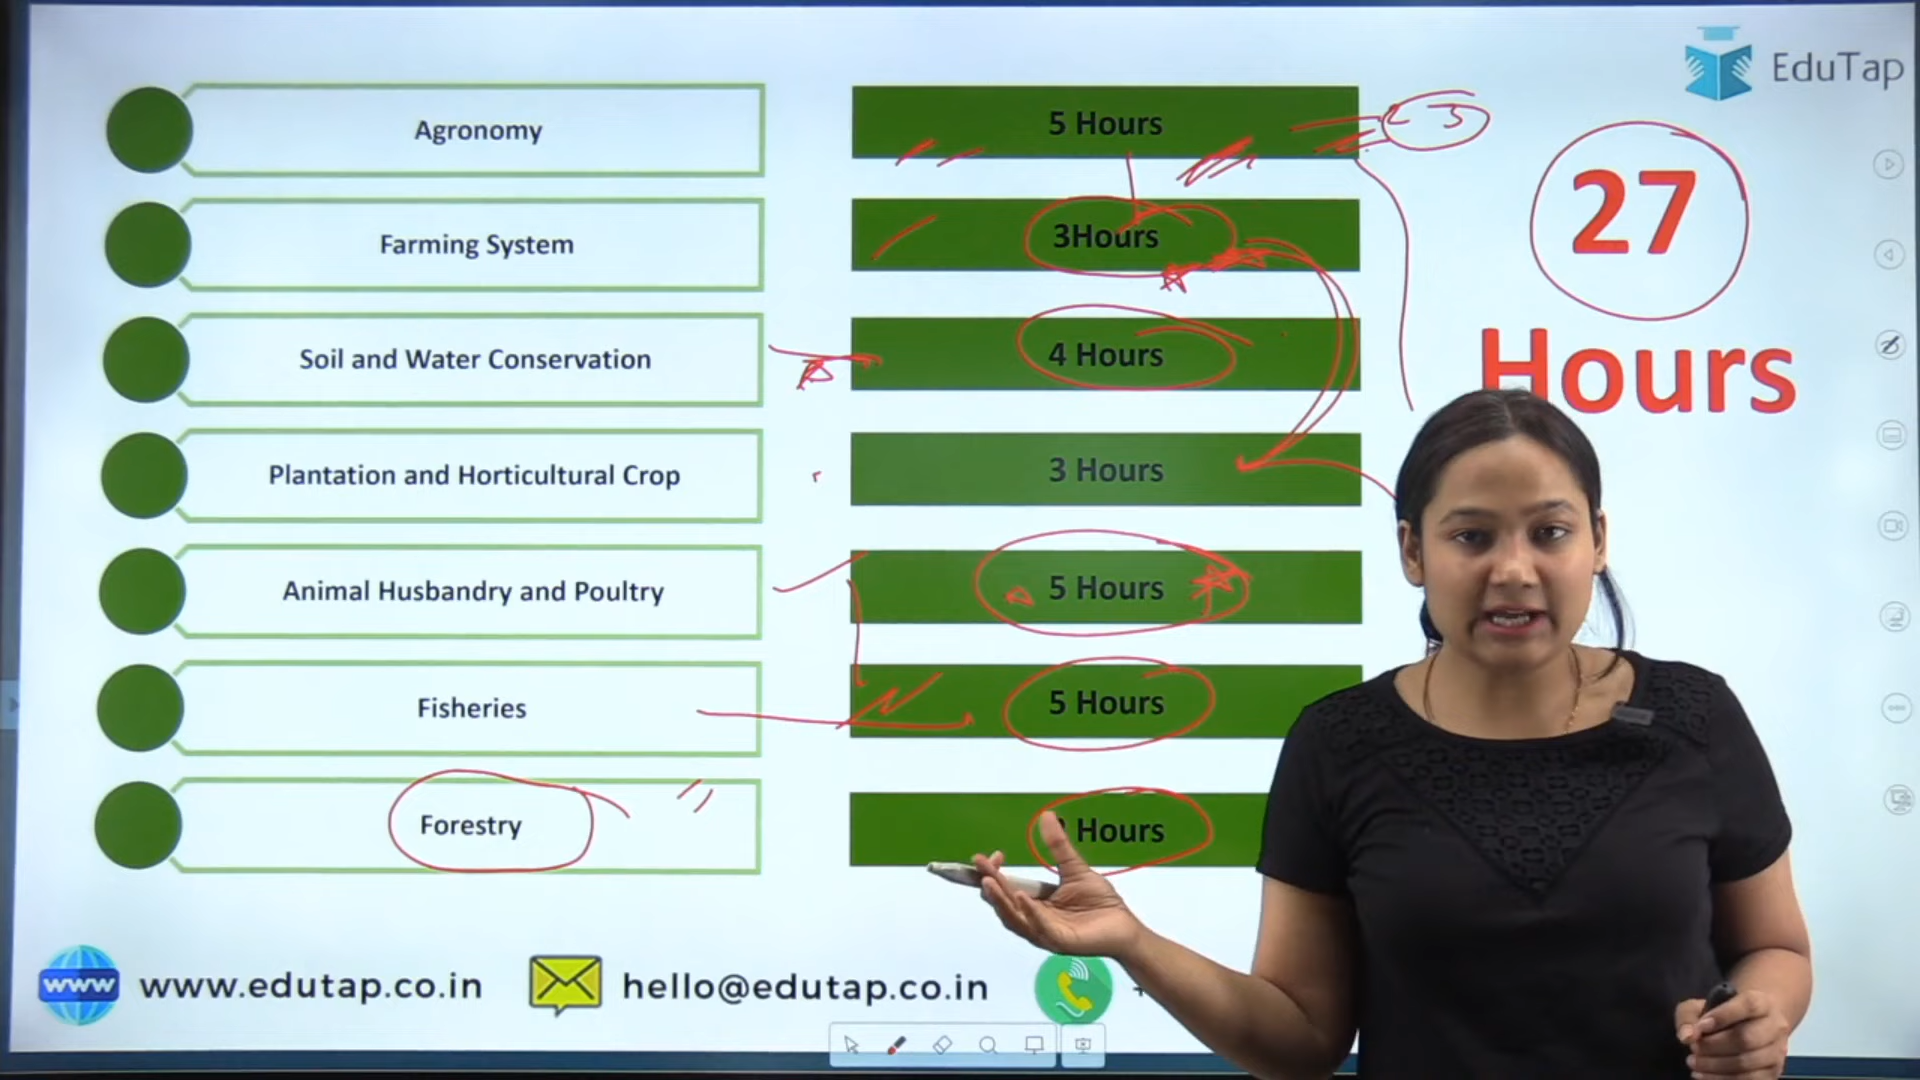 EduTap
Agronomy
5 Hours
Farming System
3Hours
Soil and Water Conservation
4 Hours
Plantation and Horticultural Crop
3 Hours
Animal Husbandry and Poultry
5 Hours
Fisheries
5 Hours
Forestry
Hours
27
Hours
www www.edutap.co.in
hello@edutap.co.in
+